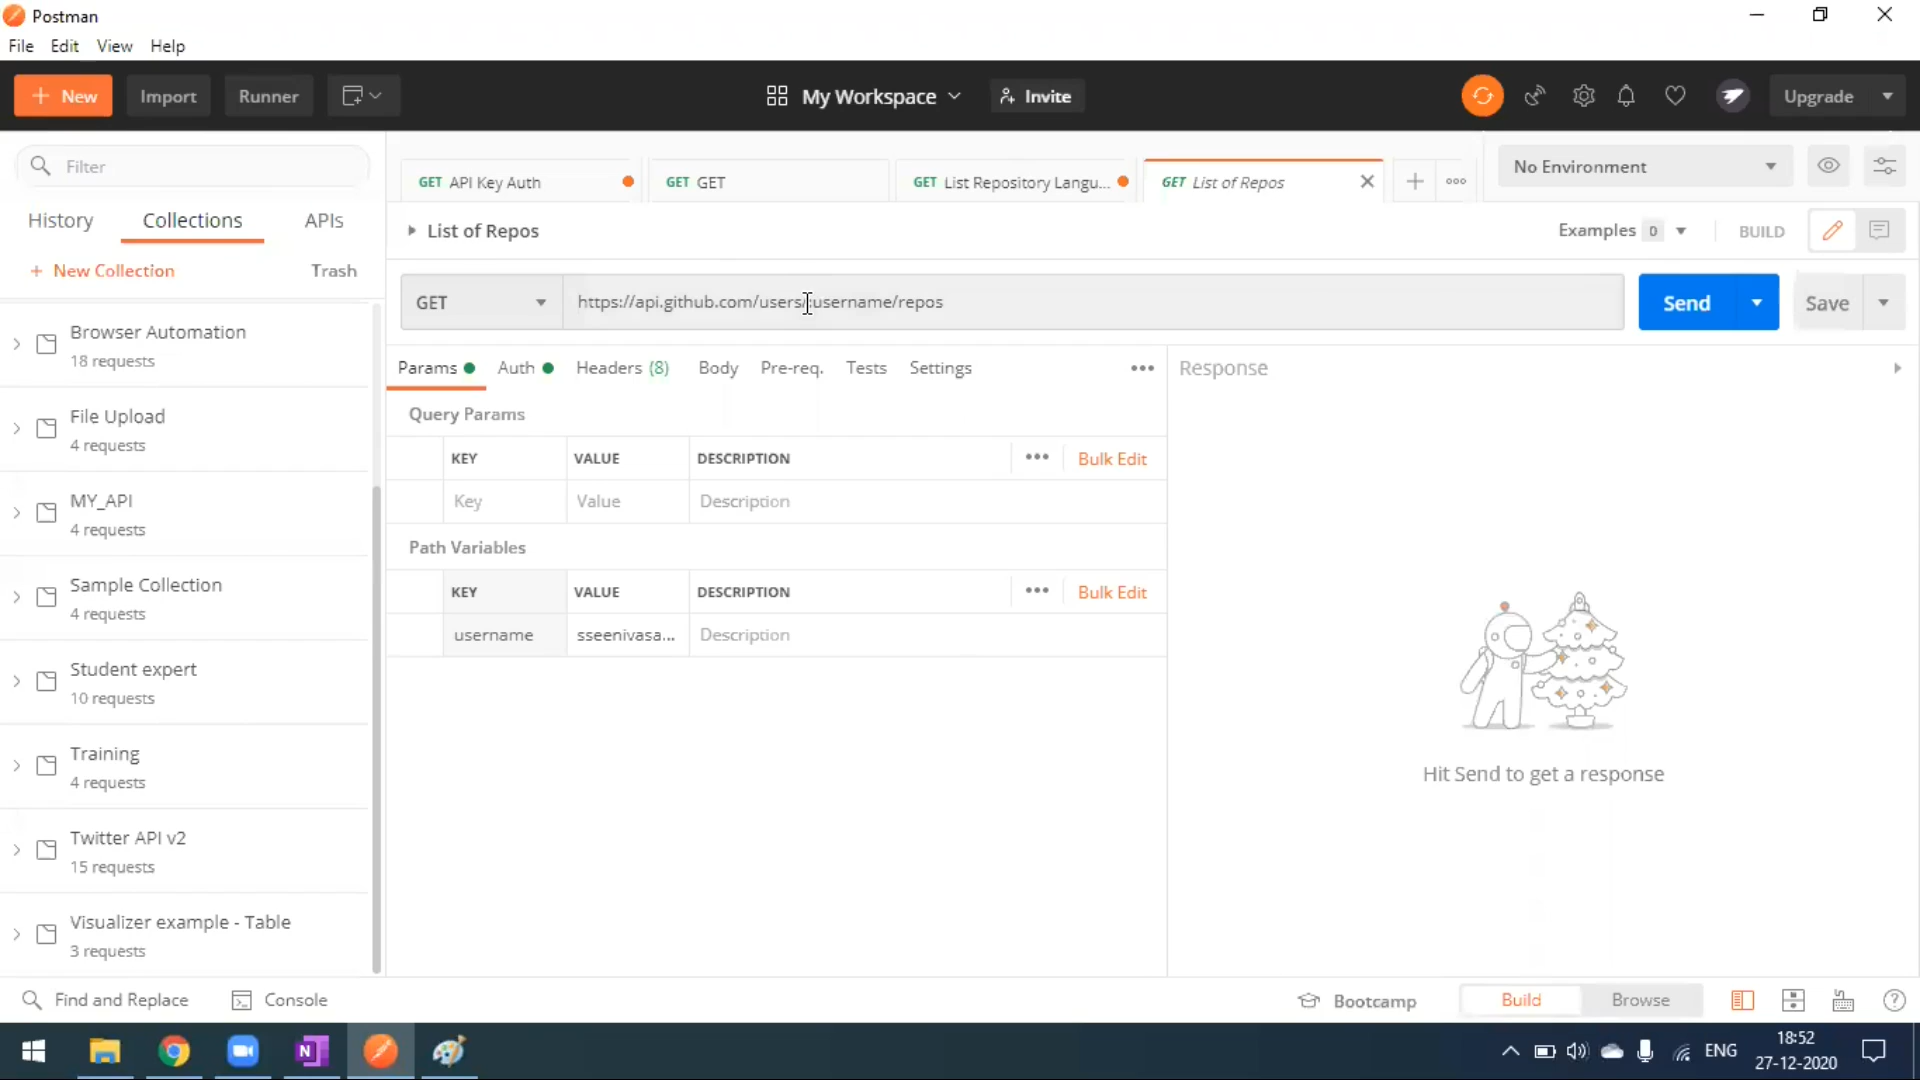 Postman
File Edit View Help
New Import Runner My Workspace Invite Upgrade
Filter
History Collections APIs
+ New Collection Trash
Browser Automation
18 requests
File Upload
4 requests
MY_API
4 requests
Sample Collection
4 requests
Student expert
10 requests
Training
4 requests
Twitter API v2
15 requests
Visualizer example - Table
3 requests
GET API Key Auth GET GET GET List Repository Langu... GET List of Repos No Environment
List of Repos Examples 0 BUILD
GET https://api.github.com/users/:username/repos Send Save
Params Auth Headers (8) Body Pre-req. Tests Settings
Query Params
KEY VALUE DESCRIPTION Bulk Edit
Key Value Description
Path Variables
KEY VALUE DESCRIPTION Bulk Edit
username sseenivasa... Description
Response
Hit Send to get a response
Find and Replace Console Bootcamp Build Browse
ENG 18:52
27-12-2020